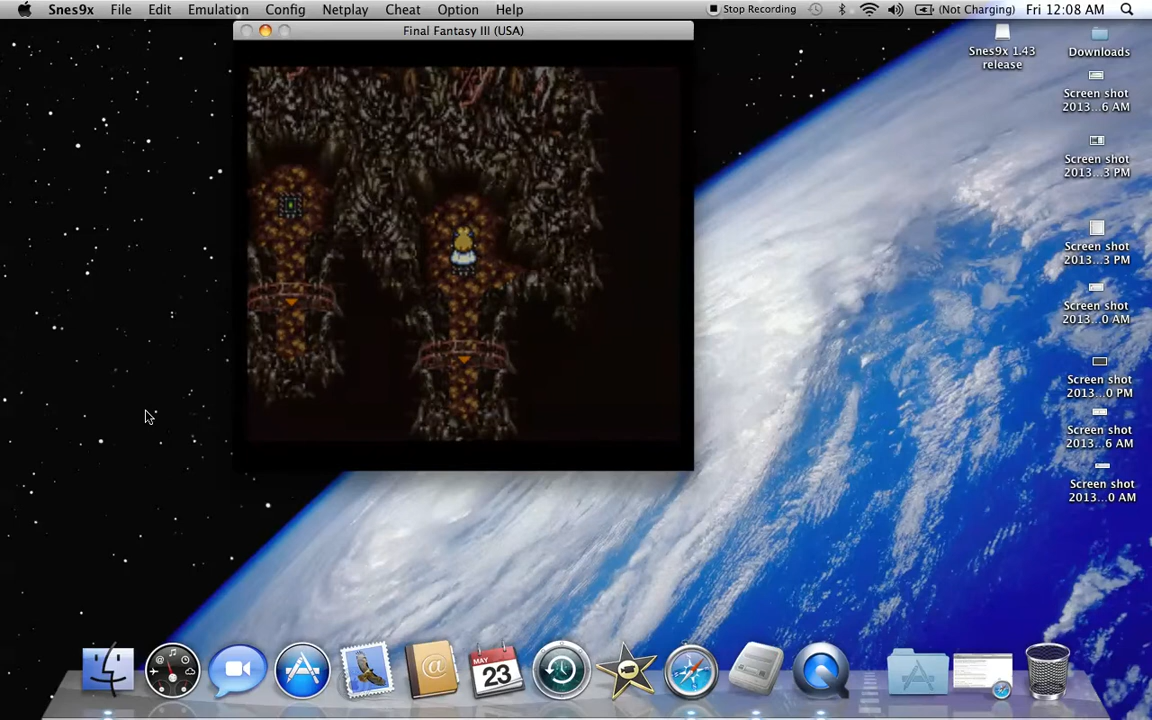 Snes9x File Edit Emulation Config Netplay Cheat Option Help Stop Recording (Not Charging) Fri 12:08 AM
Final Fantasy III (USA)
Snes9x 1.43
release
Downloads
Screen shot
2013...6 AM
Screen shot
2013...3 PM
Screen shot
2013...3 PM
Screen shot
2013...0 AM
Screen shot
2013...0 PM
Screen shot
2013...6 AM
Screen shot
2013...0 AM
MAY
23